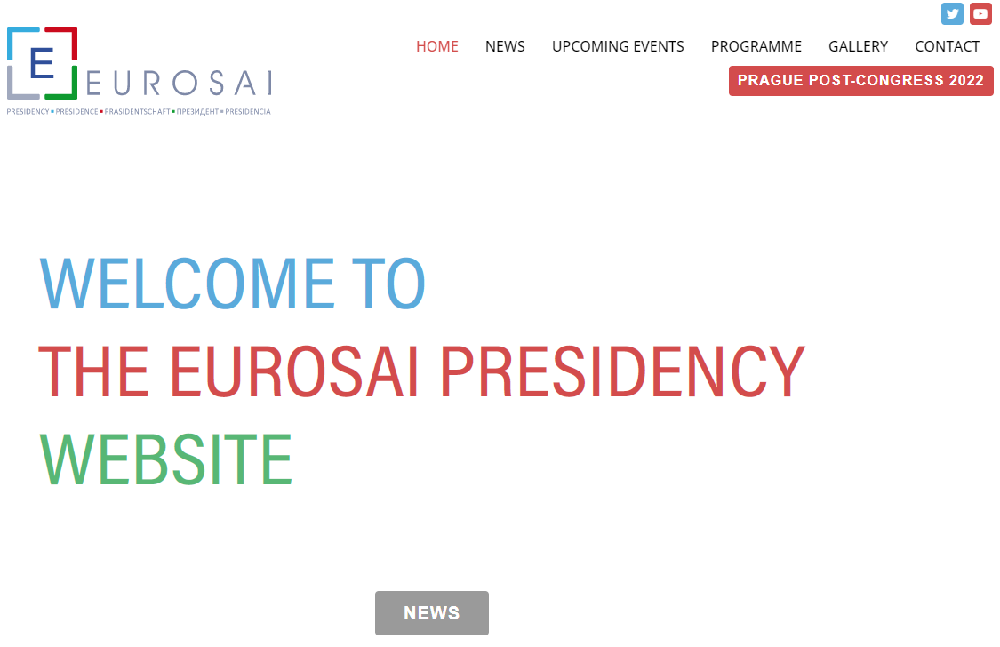 E EUROSAI
PRESIDENCY ▪ PRÉSIDENCE ▪ PRÄSIDENTSCHAFT ▪ ПРЕЗИДЕНТ ▪ PRESIDENCIA
HOME NEWS UPCOMING EVENTS PROGRAMME GALLERY CONTACT
PRAGUE POST-CONGRESS 2022
WELCOME TO
THE EUROSAI PRESIDENCY
WEBSITE
NEWS